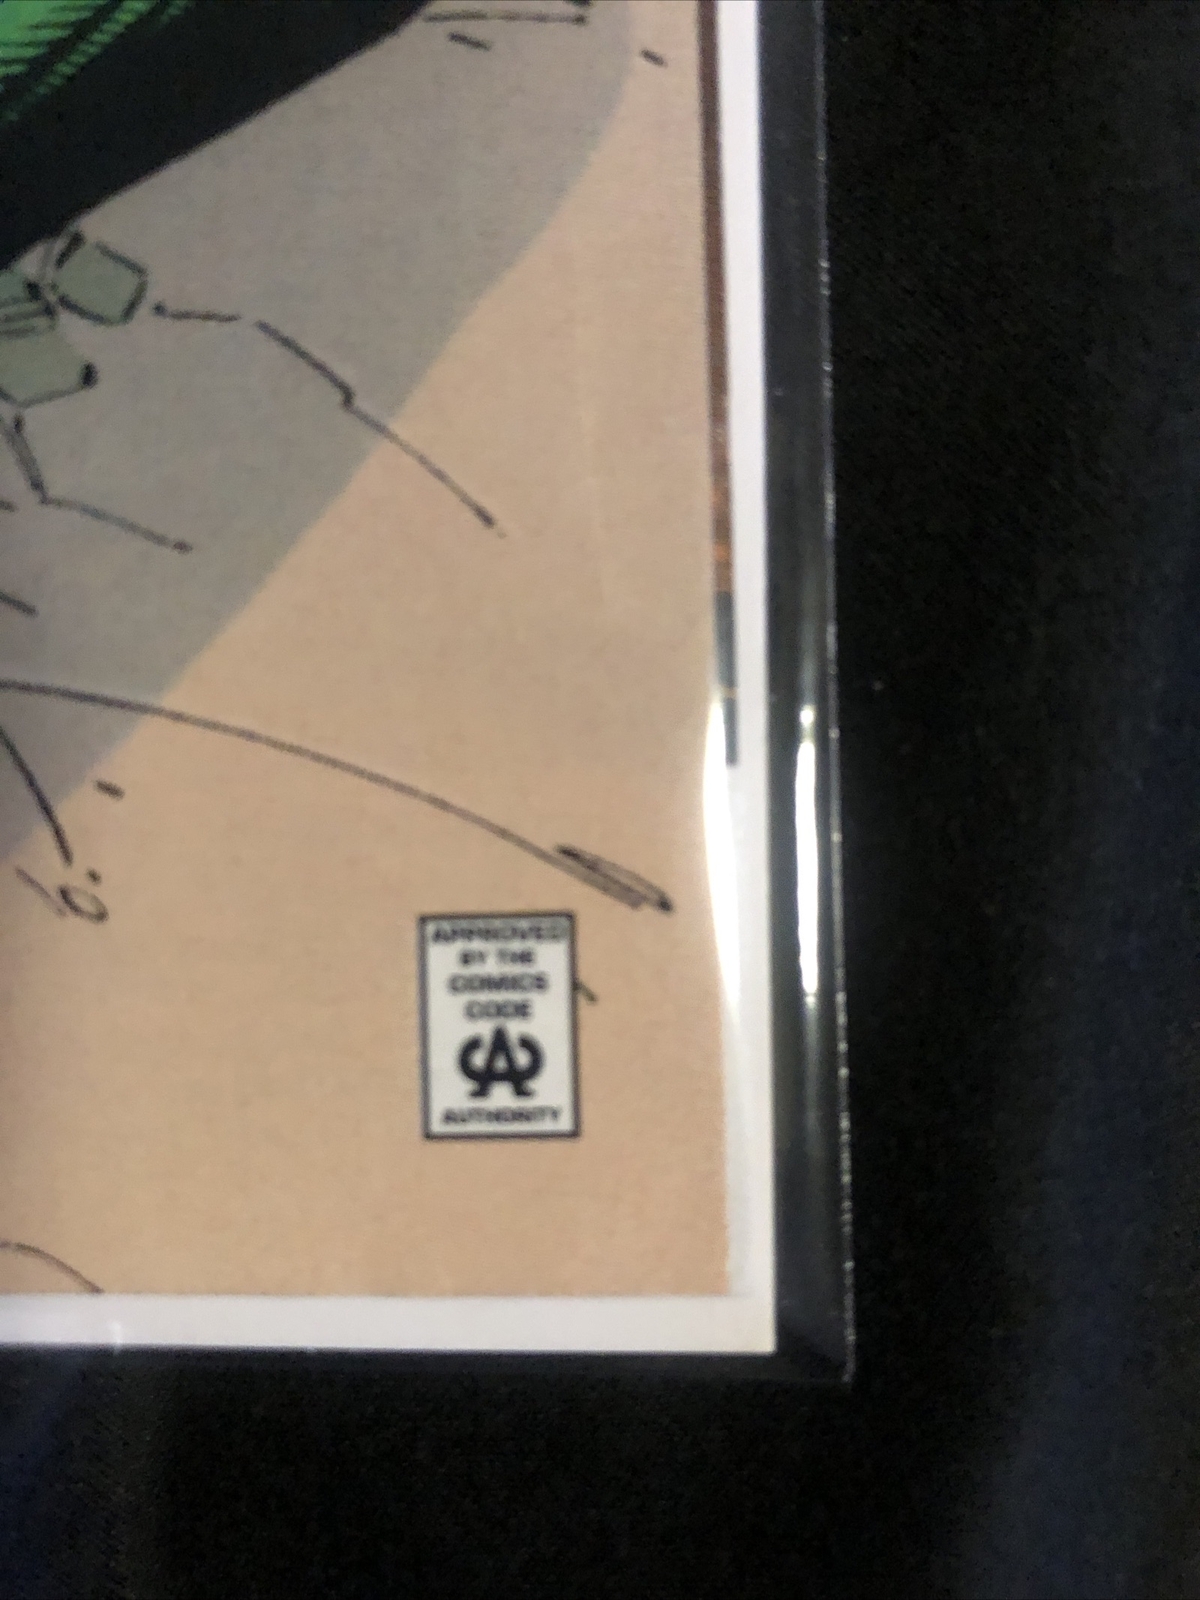 APPROVED
BY THE
COMICS
CODE
CA
AUTHORITY